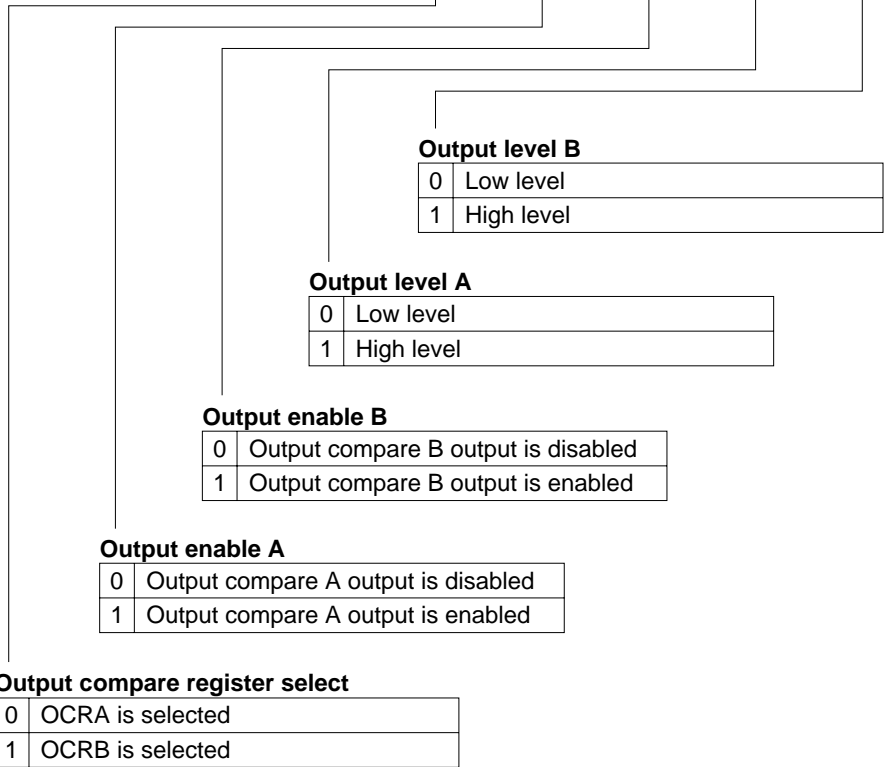 Output level B
0 Low level
1 High level
Output level A
0 Low level
1 High level
Output enable B
0 Output compare B output is disabled
1 Output compare B output is enabled
Output enable A
0 Output compare A output is disabled
1 Output compare A output is enabled
Output compare register select
0 OCRA is selected
1 OCRB is selected